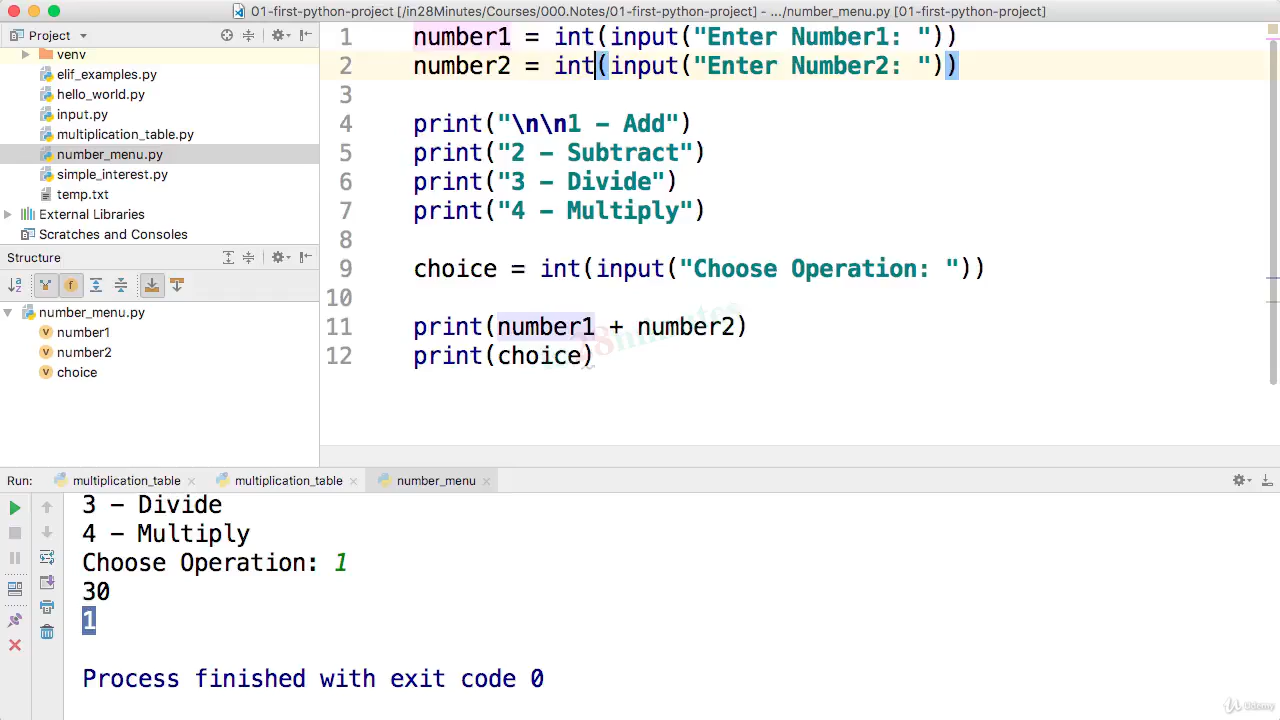 01-first-python-project [/in28Minutes/Courses/000.Notes/01-first-python-project] - .../number_menu.py [01-first-python-project]
Project
venv
elif_examples.py
hello_world.py
input.py
multiplication_table.py
number_menu.py
simple_interest.py
temp.txt
External Libraries
Scratches and Consoles
Structure
number_menu.py
number1
number2
choice
1 number1 = int(input("Enter Number1: "))
2 number2 = int(input("Enter Number2: "))
3
4 print("\n\n1 - Add")
5 print("2 - Subtract")
6 print("3 - Divide")
7 print("4 - Multiply")
8
9 choice = int(input("Choose Operation: "))
10
11 print(number1 + number2)
12 print(choice)
Run: multiplication_table multiplication_table number_menu
3 - Divide
4 - Multiply
Choose Operation: 1
30
1
Process finished with exit code 0
Udemy